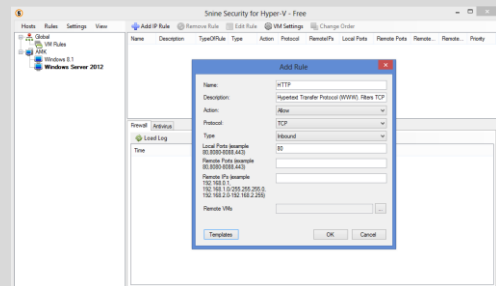 5nine Security for Hyper-V - Free
Hosts Rules Settings View
Add IP Rule Remove Rule Edit Rule VM Settings Change Order
Global
VM Rules
AMK
Windows 8.1
Windows Server 2012
Name Description TypeOfRule Type Action Protocol RemoteIPs Local Ports Remote Ports Remote... Remote... Priority
Firewall Antivirus
Load Log
Time
Add Rule
Name: HTTP
Description: Hypertext Transfer Protocol (WWW). Filters TCP
Action: Allow
Protocol: TCP
Type Inbound
Local Ports (example 80
80,8080-8088,443)
Remote Ports (example
80,8080-8088,443)
Remote IPs (example
192.168.0.1,
192.168.1.0/255.255.255.0,
192.168.2.0-192.168.2.255)
Remote VMs ...
Templates OK Cancel